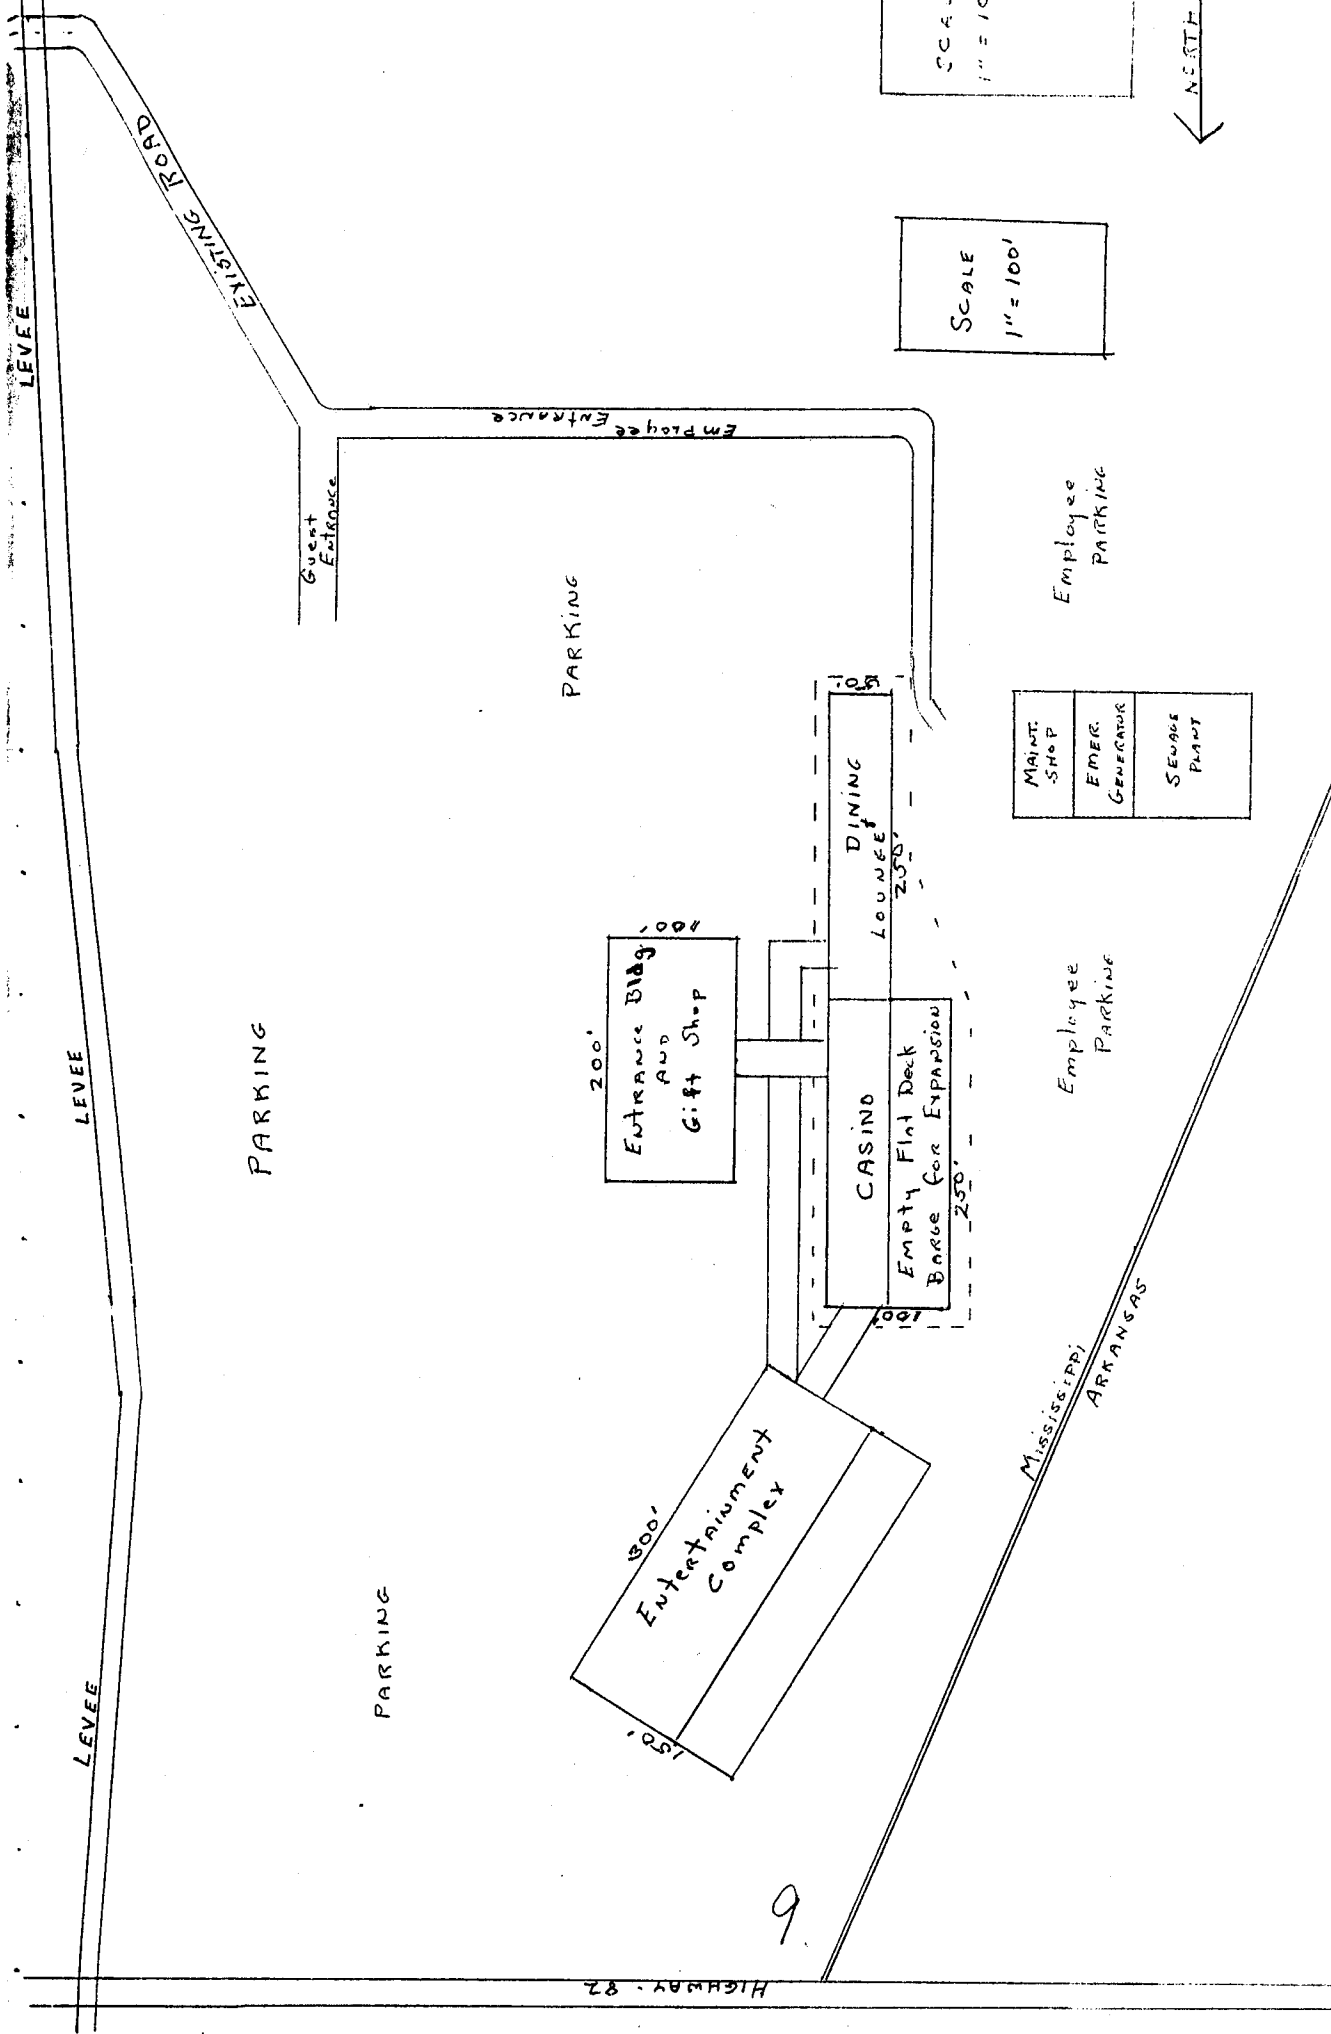 LEVEE
LEVEE
LEVEE
EXISTING ROAD
Guest
Entrance
Employee Entrance
PARKING
PARKING
PARKING
200'
100'
Entrance Bldg.
AND
Gift Shop
50'
DINING
&
LOUNGE
250'
CASINO
Empty Flat Deck
Barge for Expansion
250'
100'
300'
150'
Entertainment
Complex
MAINT.
SHOP
EMER.
GENERATOR
SEWAGE
PLANT
Employee
PARKING
Employee
PARKING
Mississippi
ARKANSAS
HIGHWAY - 82
9.
SCALE
1" = 100'
1" = 10
NORTH